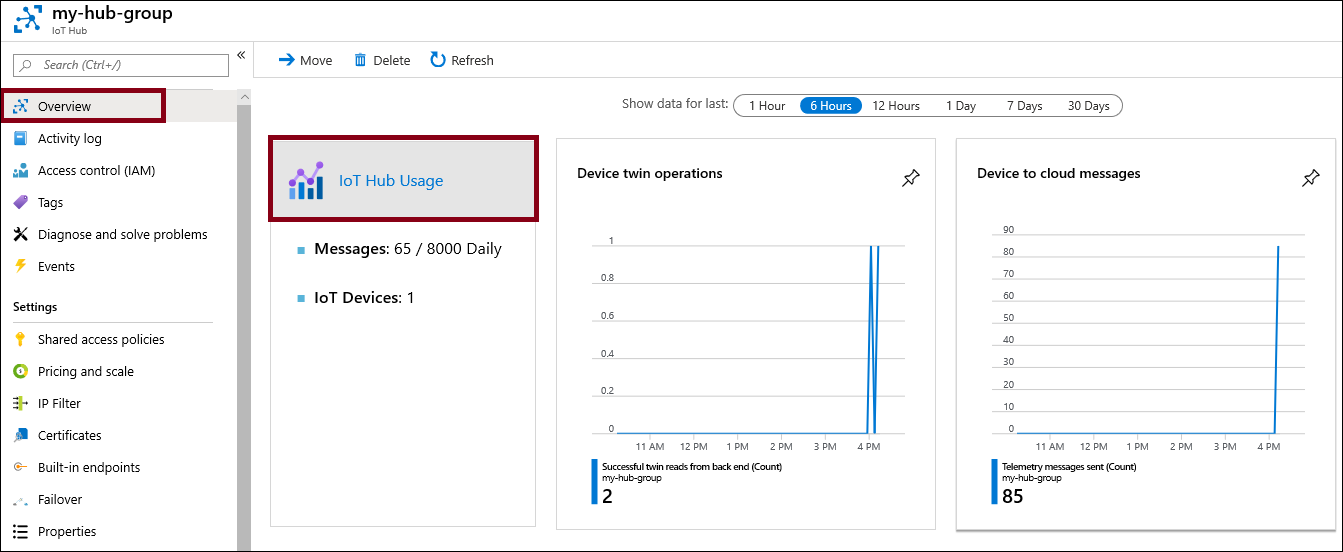 my-hub-group
IoT Hub
Search (Ctrl+/)
«
Move
Delete
Refresh
Overview
Activity log
Access control (IAM)
Tags
Diagnose and solve problems
Events
Settings
Shared access policies
Pricing and scale
IP Filter
Certificates
Built-in endpoints
Failover
Properties
Show data for last:
1 Hour
6 Hours
12 Hours
1 Day
7 Days
30 Days
IoT Hub Usage
Messages: 65 / 8000 Daily
IoT Devices: 1
Device twin operations
1
0.8
0.6
0.4
0.2
0
11 AM
12 PM
1 PM
2 PM
3 PM
4 PM
Successful twin reads from back end (Count)
my-hub-group
2
Device to cloud messages
90
80
70
60
50
40
30
20
10
0
11 AM
12 PM
1 PM
2 PM
3 PM
4 PM
Telemetry messages sent (Count)
my-hub-group
85